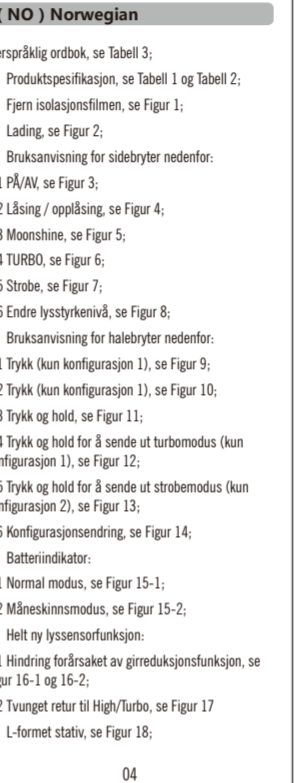 ( NO ) Norwegian
erspråklig ordbok, se Tabell 3;
Produktspesifikasjon, se Tabell 1 og Tabell 2;
Fjern isolasjonsfilmen, se Figur 1;
Lading, se Figur 2;
Bruksanvisning for sidebryter nedenfor:
1 PÅ/AV, se Figur 3;
2 Låsing / opplåsing, se Figur 4;
3 Moonshine, se Figur 5;
4 TURBO, se Figur 6;
5 Strobe, se Figur 7;
6 Endre lysstyrkenivå, se Figur 8;
Bruksanvisning for halebryter nedenfor:
1 Trykk (kun konfigurasjon 1), se Figur 9;
2 Trykk (kun konfigurasjon 1), se Figur 10;
3 Trykk og hold, se Figur 11;
4 Trykk og hold for å sende ut turbomodus (kun
nfigurasjon 1), se Figur 12;
5 Trykk og hold for å sende ut strobemodus (kun
nfigurasjon 2), se Figur 13;
6 Konfigurasjonsendring, se Figur 14;
Batteriindikator:
1 Normal modus, se Figur 15-1;
2 Måneskinnsmodus, se Figur 15-2;
Helt ny lyssensorfunksjon:
1 Hindring forårsaket av girreduksjonsfunksjon, se
gur 16-1 og 16-2;
2 Tvunget retur til High/Turbo, se Figur 17
L-formet stativ, se Figur 18;
04